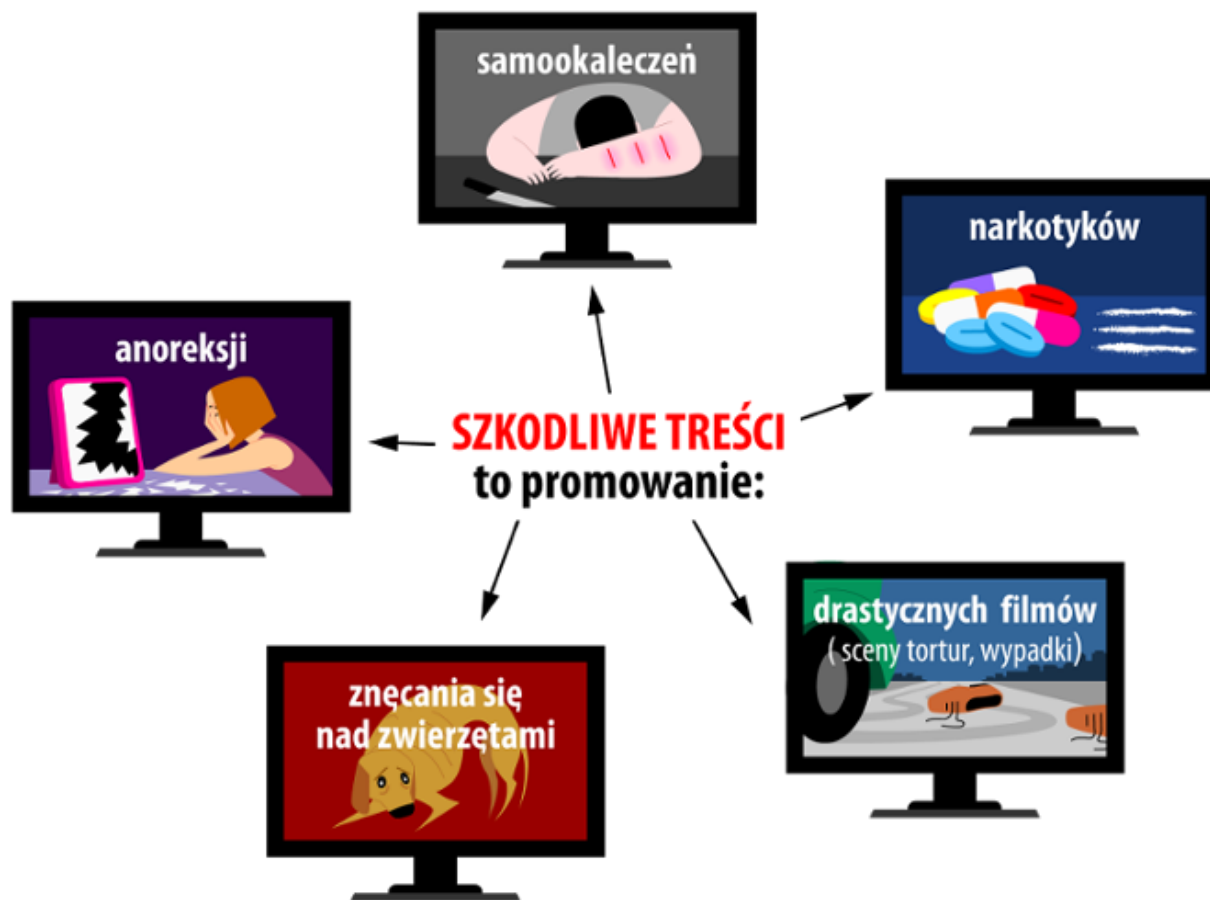 samookaleczeń
narkotyków
anoreksji
SZKODLIWE TREŚCI
to promowanie:
drastycznych filmów
( sceny tortur, wypadki)
znęcania się
nad zwierzętami